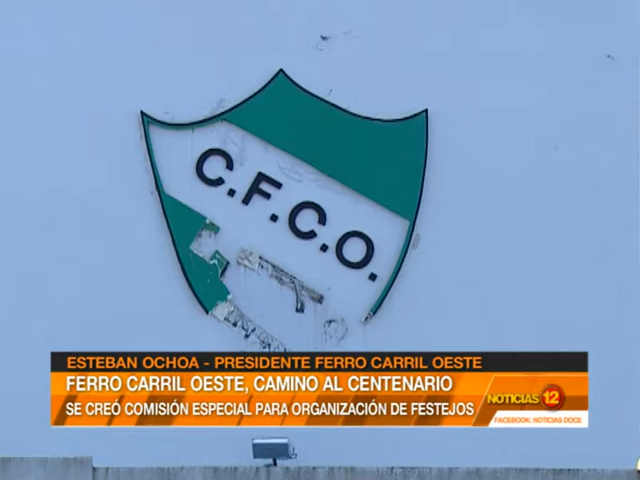 C.F.C.O.
ESTEBAN OCHOA - PRESIDENTE FERRO CARRIL OESTE
FERRO CARRIL OESTE, CAMINO AL CENTENARIO
SE CREÓ COMISIÓN ESPECIAL PARA ORGANIZACIÓN DE FESTEJOS
NOTICIAS 12
FACEBOOK: NOTICIAS DOCE